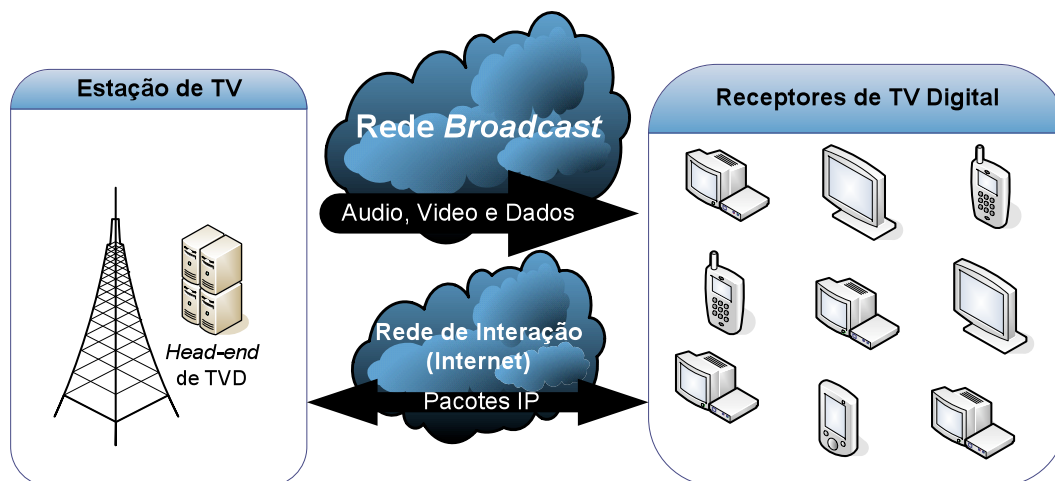 Estação de TV
Head-end
de TVD
Rede Broadcast
Audio, Video e Dados
Rede de Interação
(Internet)
Pacotes IP
Receptores de TV Digital